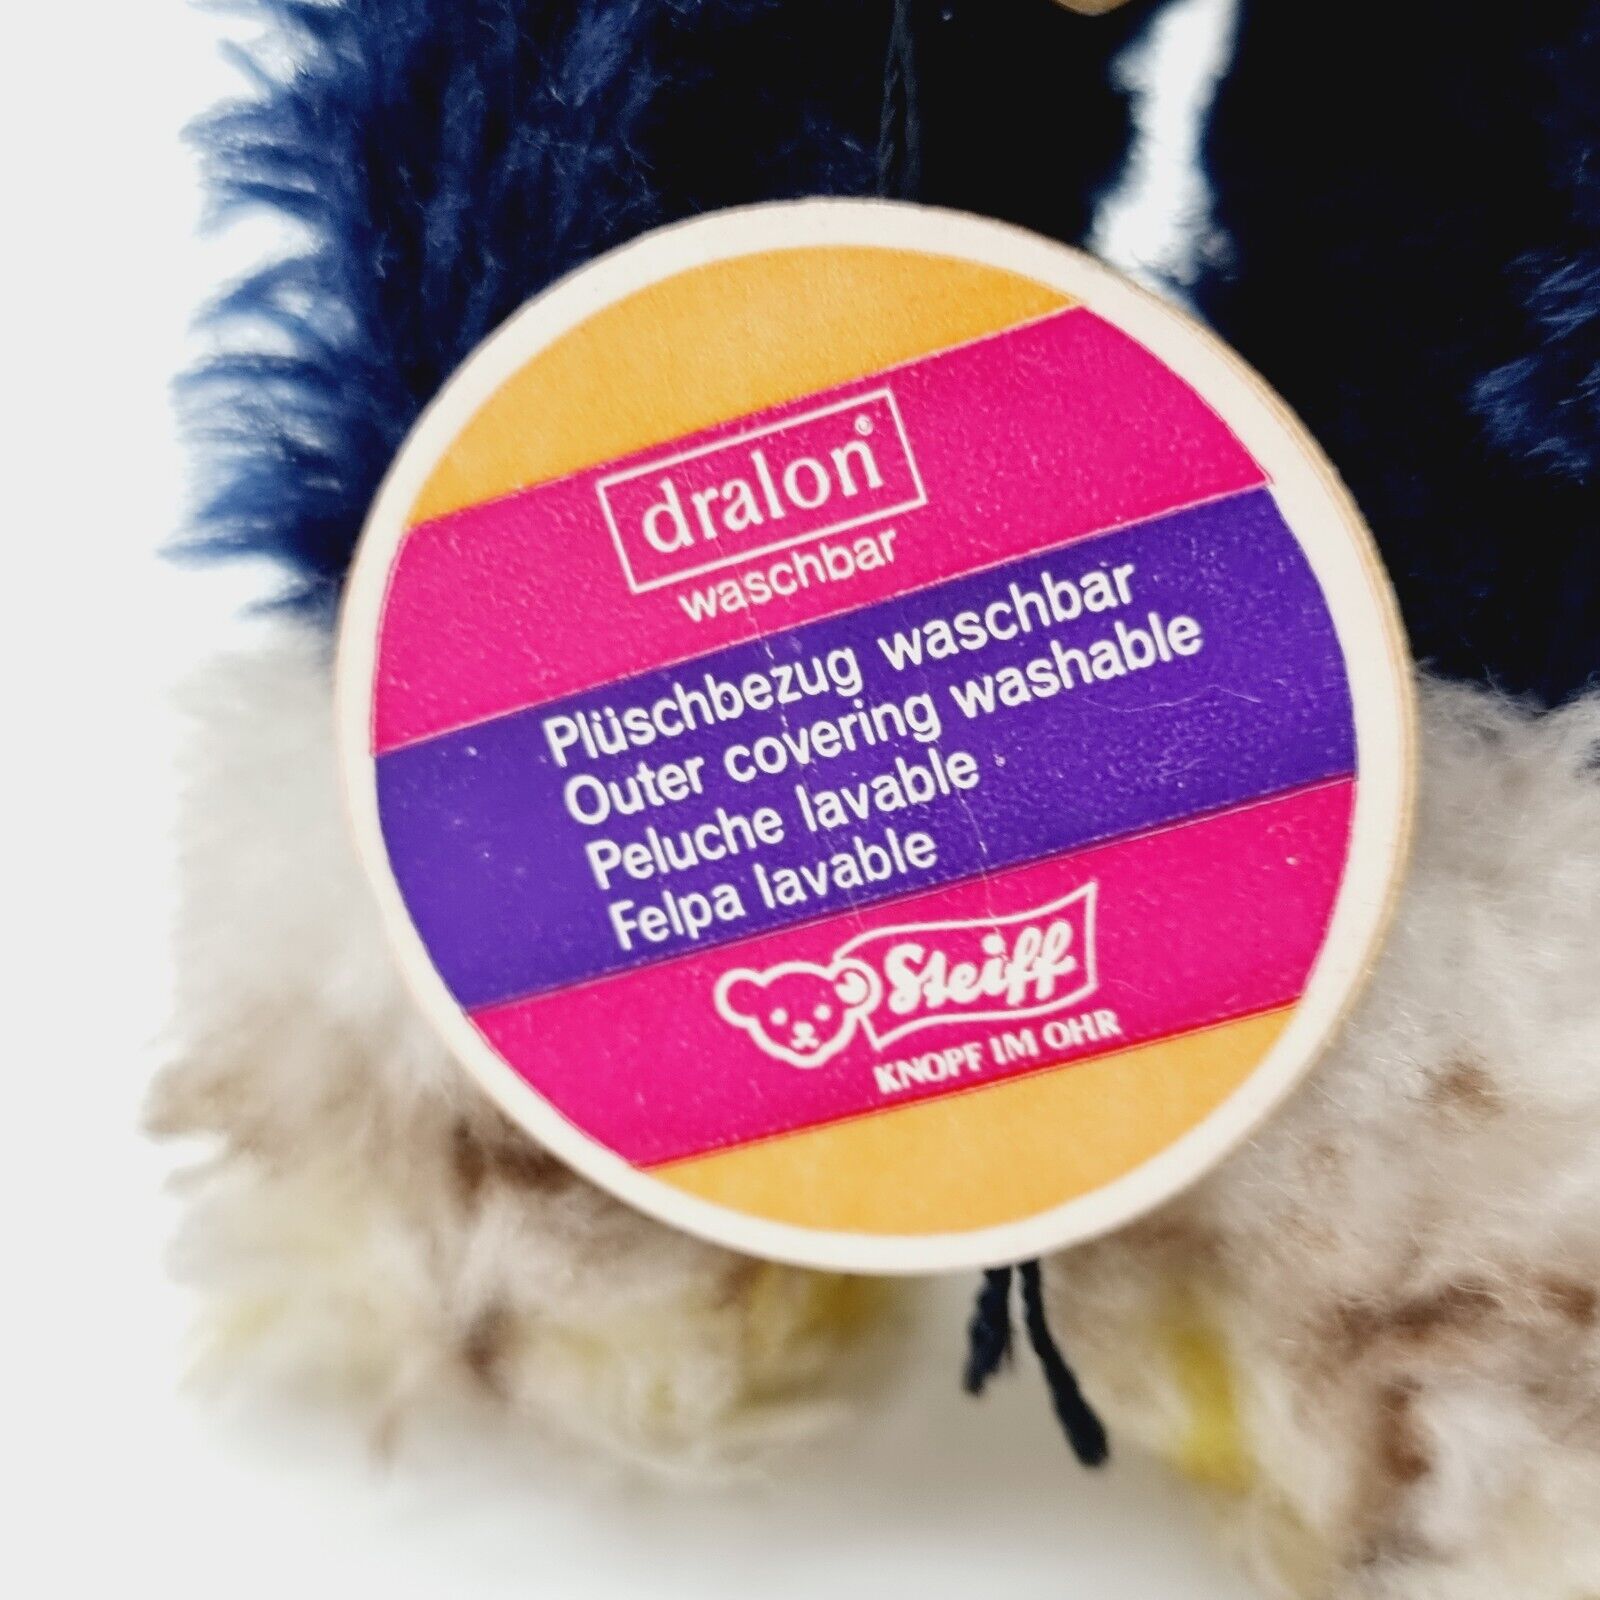 dralon®
waschbar
Plüschbezug waschbar
Outer covering washable
Peluche lavable
Felpa lavable
Steiff
KNOPF IM OHR